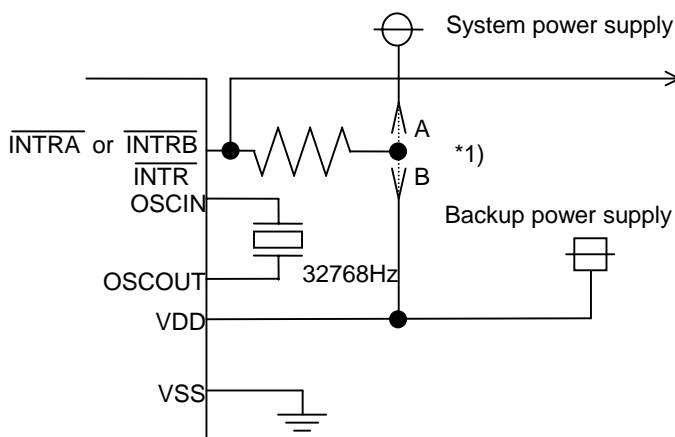 System power supply
A
INTRA or INTRB
*1)
INTR
B
OSCIN
Backup power supply
OSCOUT
32768Hz
VDD
VSS